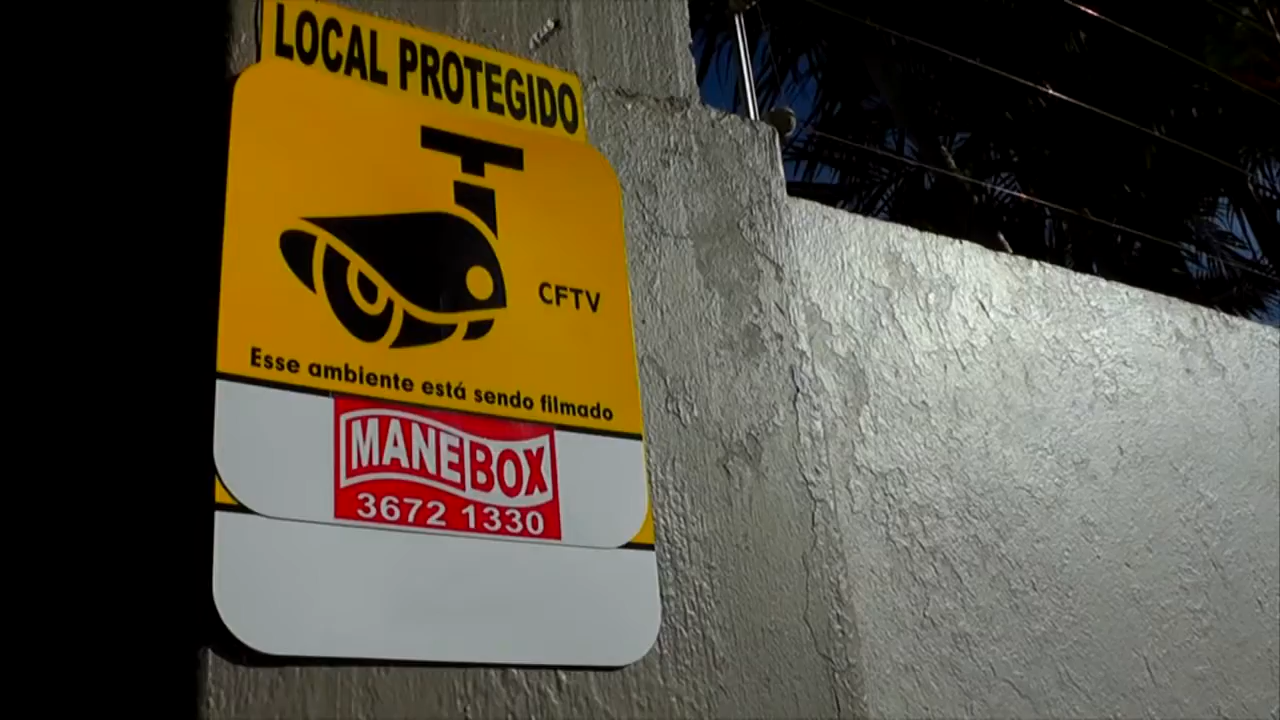 LOCAL PROTEGIDO
CFTV
Esse ambiente está sendo filmado
MANEBOX
3672 1330